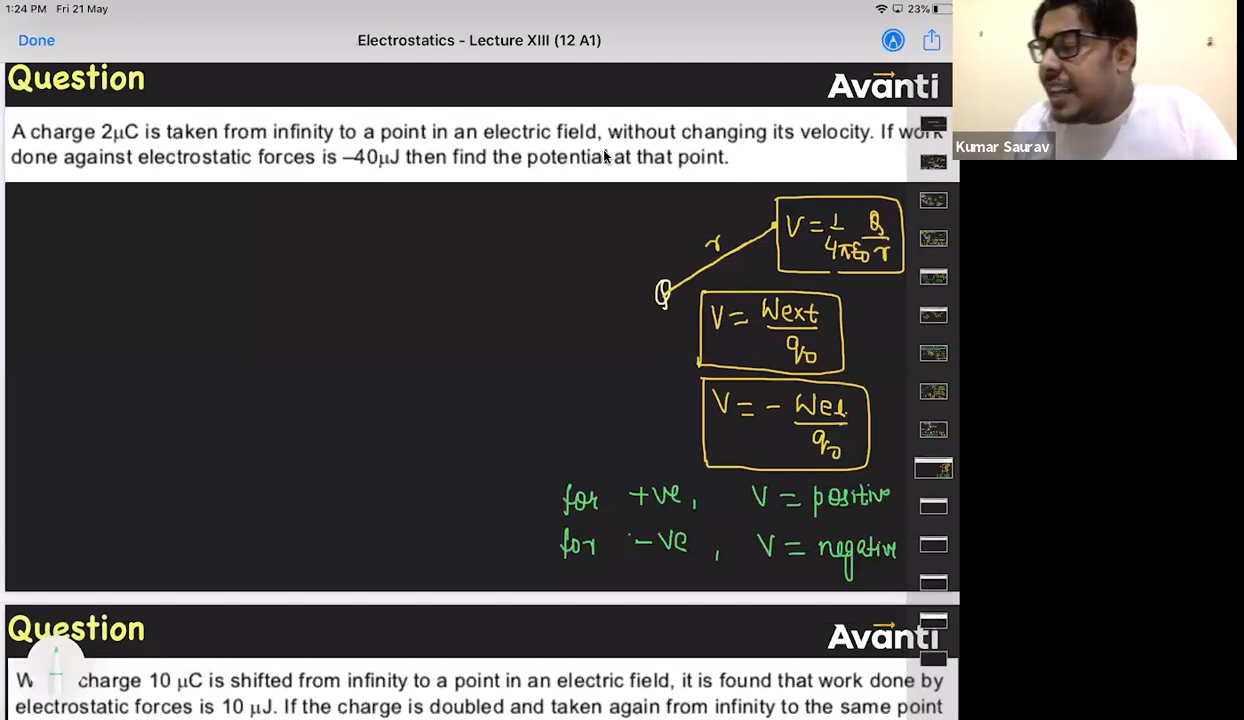 1:24 PM Fri 21 May
23%
Done
Electrostatics - Lecture XIII (12 A1)
Question
Avanti
A charge 2μC is taken from infinity to a point in an electric field, without changing its velocity. If work
done against electrostatic forces is –40μJ then find the potential at that point.
Kumar Saurav
r
V = 1/4πε₀ Q/r
Q
V = Wext/q₀
V = - Wel/q₀
for +ve, V = positive
for -ve, V = negative
Question
Avanti
charge 10 μC is shifted from infinity to a point in an electric field, it is found that work done by
electrostatic forces is 10 μJ. If the charge is doubled and taken again from infinity to the same point